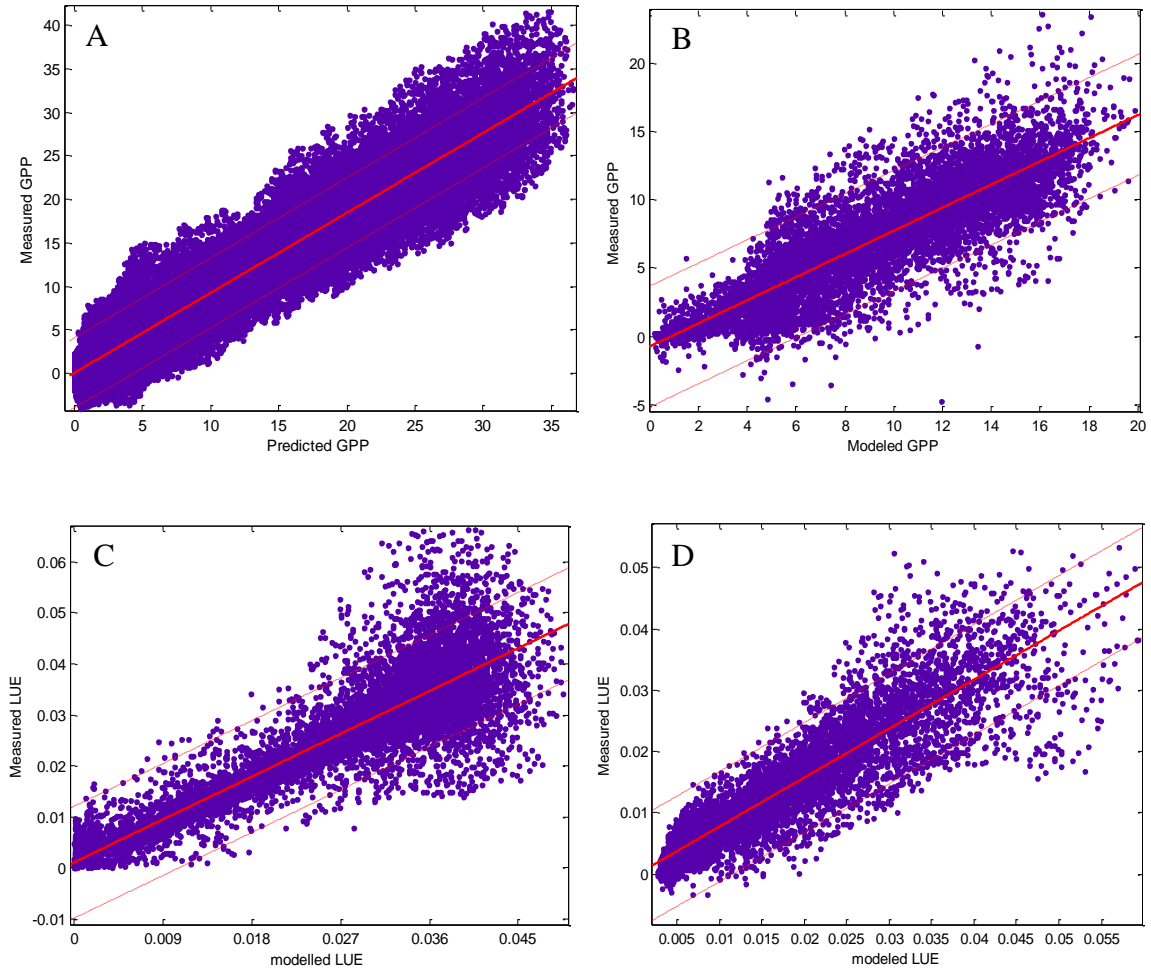 A
40
35
30
25
20
15
10
5
0
Measured GPP
0 5 10 15 20 25 30 35
Predicted GPP
B
20
15
10
5
0
-5
Measured GPP
0 2 4 6 8 10 12 14 16 18 20
Modeled GPP
C
0.06
0.05
0.04
0.03
0.02
0.01
0
-0.01
Measured LUE
0 0.009 0.018 0.027 0.036 0.045
modelled LUE
D
0.05
0.04
0.03
0.02
0.01
0
Measured LUE
0.005 0.01 0.015 0.02 0.025 0.03 0.035 0.04 0.045 0.05 0.055
modeled LUE